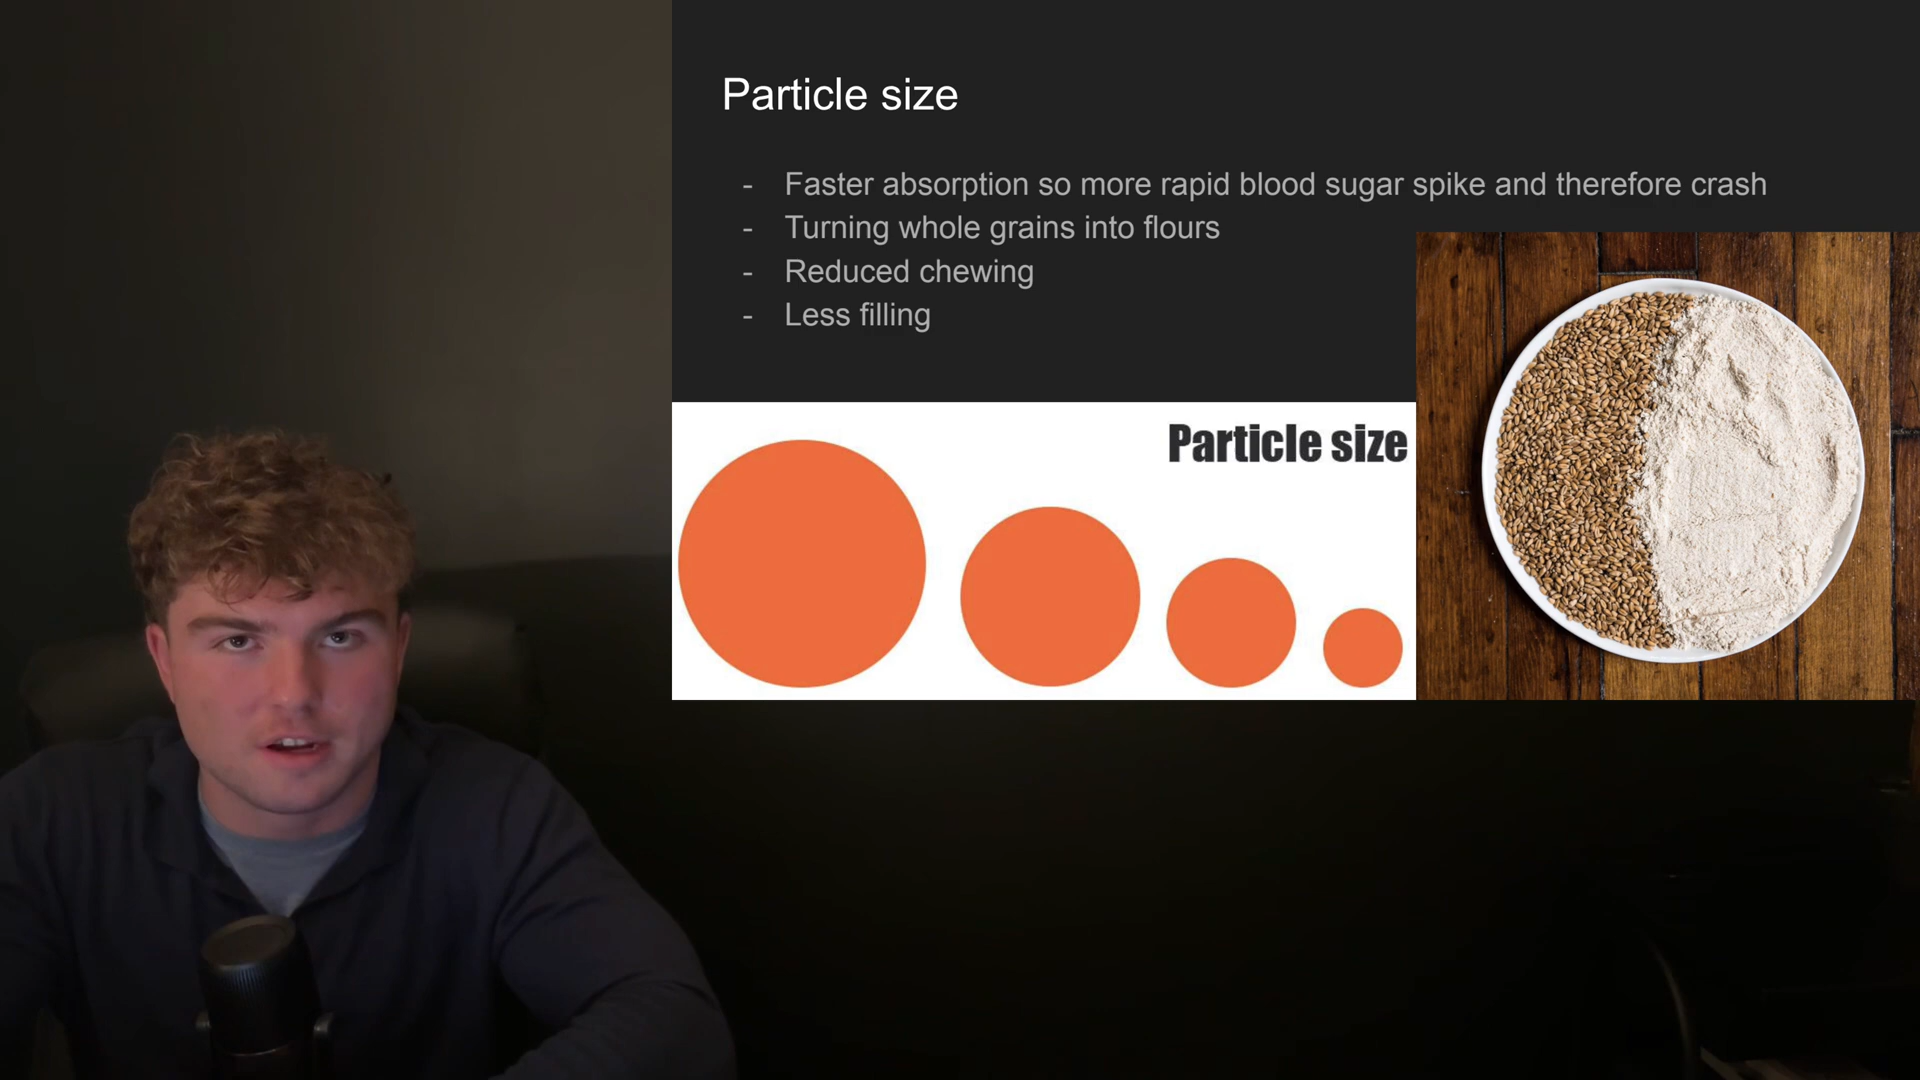 Particle size
- Faster absorption so more rapid blood sugar spike and therefore crash
- Turning whole grains into flours
- Reduced chewing
- Less filling
Particle size